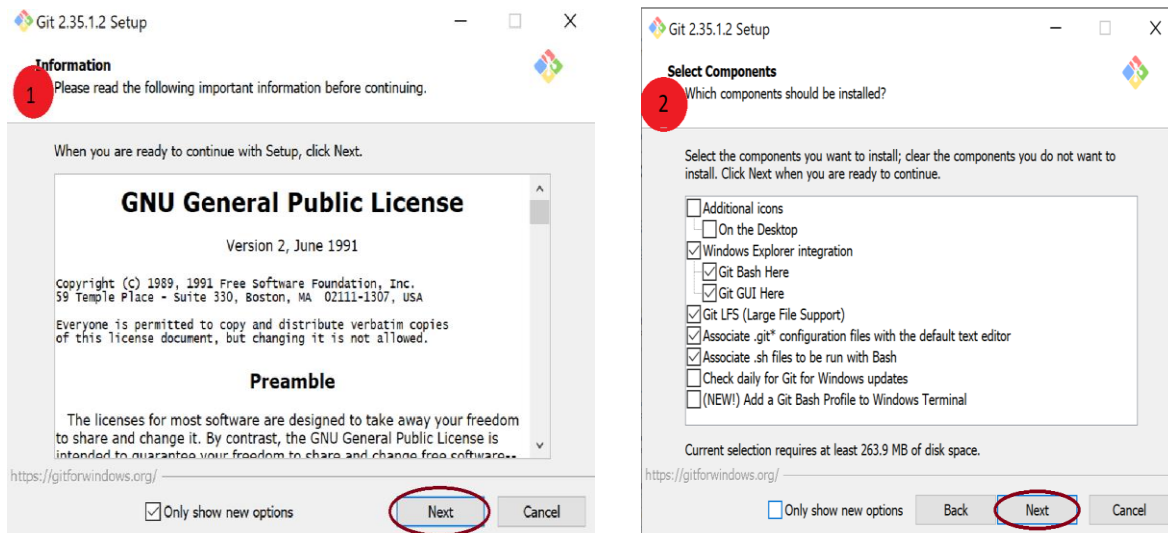 Git 2.35.1.2 Setup
Information
1
Please read the following important information before continuing.
When you are ready to continue with Setup, click Next.
GNU General Public License
Version 2, June 1991
Copyright (C) 1989, 1991 Free Software Foundation, Inc.
59 Temple Place - Suite 330, Boston, MA  02111-1307, USA
Everyone is permitted to copy and distribute verbatim copies
of this license document, but changing it is not allowed.
Preamble
The licenses for most software are designed to take away your freedom
to share and change it. By contrast, the GNU General Public License is
intended to guarantee your freedom to share and change free software--
https://gitforwindows.org/
Only show new options
Next
Cancel
Git 2.35.1.2 Setup
Select Components
2
Which components should be installed?
Select the components you want to install; clear the components you do not want to
install. Click Next when you are ready to continue.
Additional icons
On the Desktop
Windows Explorer integration
Git Bash Here
Git GUI Here
Git LFS (Large File Support)
Associate .git* configuration files with the default text editor
Associate .sh files to be run with Bash
Check daily for Git for Windows updates
(NEW!) Add a Git Bash Profile to Windows Terminal
Current selection requires at least 263.9 MB of disk space.
https://gitforwindows.org/
Only show new options
Back
Next
Cancel